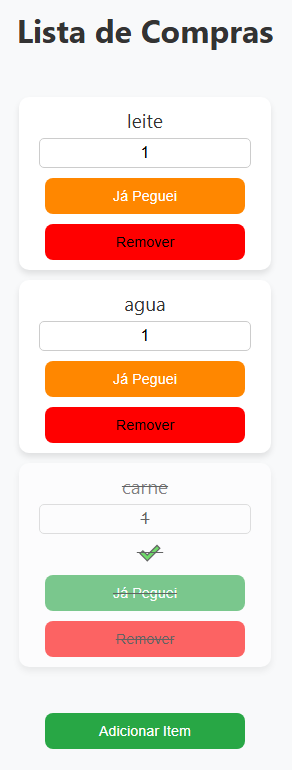 Lista de Compras
leite
1
Já Peguei
Remover
agua
1
Já Peguei
Remover
carne
1
Já Peguei
Remover
Adicionar Item